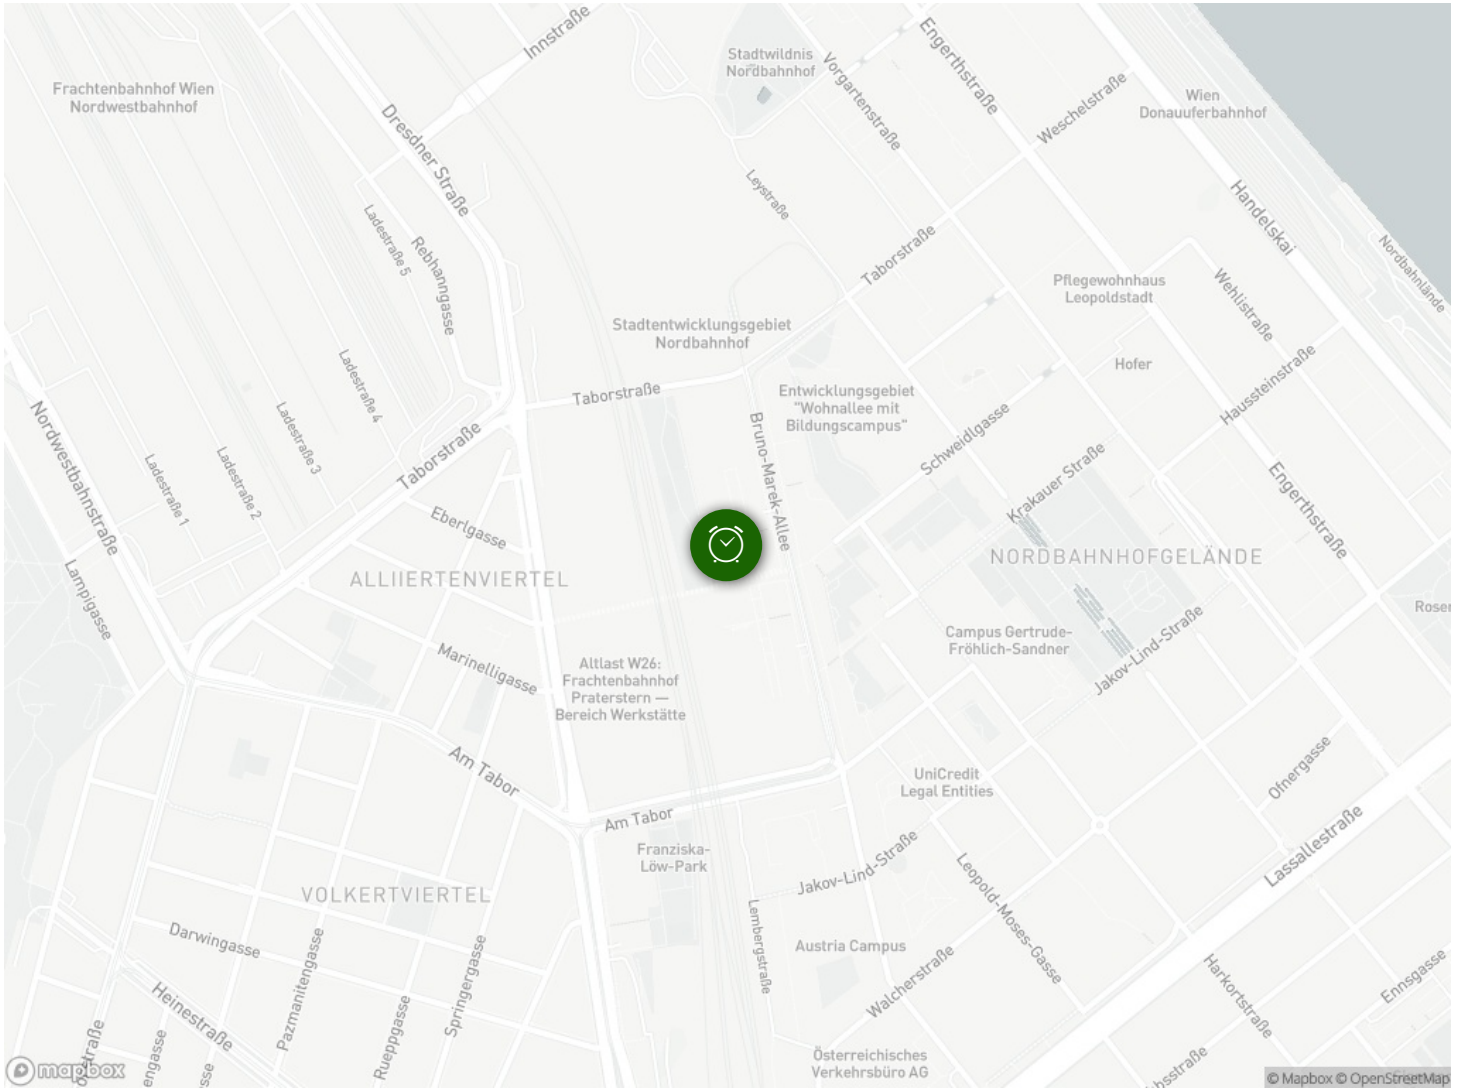 Innstraße
Stadtwildnis
Nordbahnhof
Engerthstraße
Vorgartenstraße
Frachtenbahnhof Wien
Nordwestbahnhof
Weschelstraße
Wien
Donauuferbahnhof
Dresdner Straße
Leystraße
Handelskai
Ladestraße 5
Rebhanngasse
Taborstraße
Nordbahnlände
Pflegewohnhaus
Leopoldstadt
Wehlistraße
Stadtentwicklungsgebiet
Nordbahnhof
Ladestraße 4
Hofer
Haussteinstraße
Taborstraße
Entwicklungsgebiet
"Wohnallee mit
Bildungscampus"
Nordwestbahnstraße
Ladestraße 3
Taborstraße
Bruno-Marek-Allee
Schweidlgasse
Ladestraße 1
Ladestraße 2
Krakauer Straße
Engerthstraße
Eberlgasse
NORDBAHNHOFGELÄNDE
ALLIIERTENVIERTEL
Lampigasse
Roser
Campus Gertrude-
Fröhlich-Sandner
Jakov-Lind-Straße
Marinelligasse
Altlast W26:
Frachtenbahnhof
Praterstern —
Bereich Werkstätte
Am Tabor
UniCredit
Legal Entities
Ofnergasse
Am Tabor
Lassallestraße
Franziska-
Löw-Park
Jakov-Lind-Straße
VOLKERTVIERTEL
Leopold-Moses-Gasse
Darwingasse
Lembergstraße
Austria Campus
Pazmanitengasse
Springergasse
Walcherstraße
Harkortstraße
Ennsgasse
Heinestraße
Rueppgasse
Österreichisches
Verkehrsbüro AG
mapbox
© Mapbox © OpenStreetMap